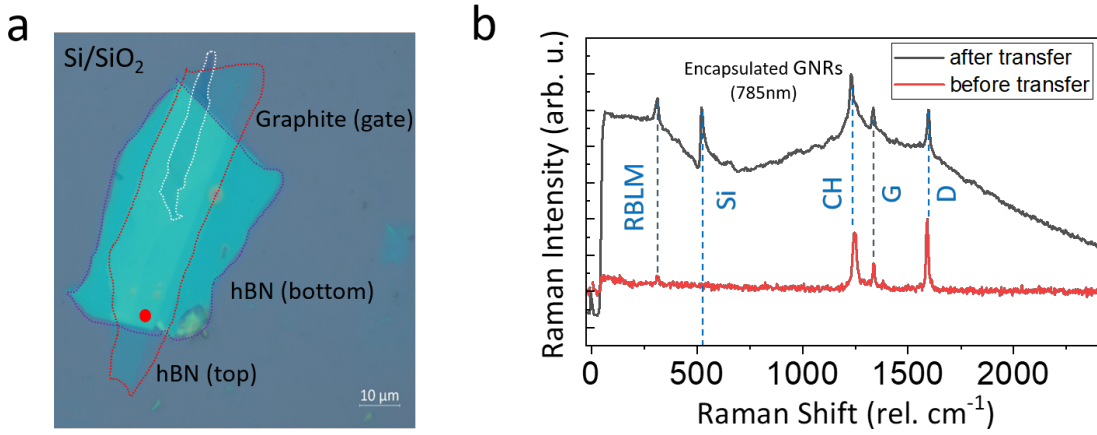 a
Si/SiO2
Graphite (gate)
hBN (bottom)
hBN (top)
10 µm
b
Raman Intensity (arb. u.)
Encapsulated GNRs
(785nm)
after transfer
before transfer
RBLM
Si
CH
G
D
0 500 1000 1500 2000
Raman Shift (rel. cm-1)